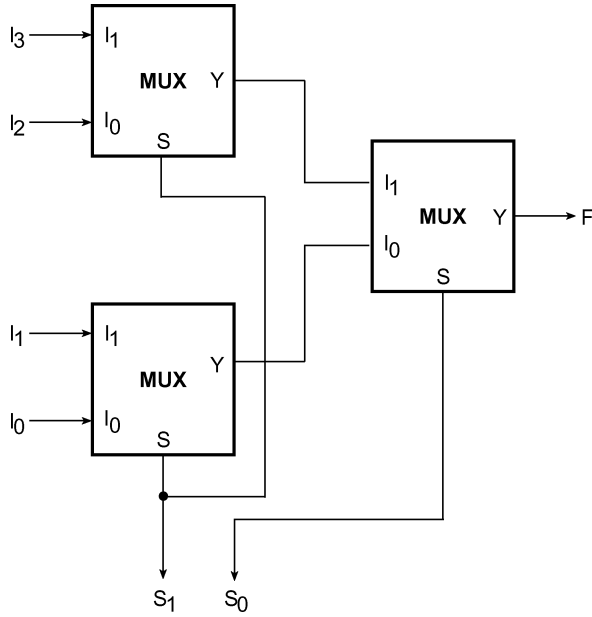 I3 I1
MUX Y
I2 I0
S
I1
MUX Y F
I0
S
I1 I1
Y
MUX
I0 I0
S
S1 S0